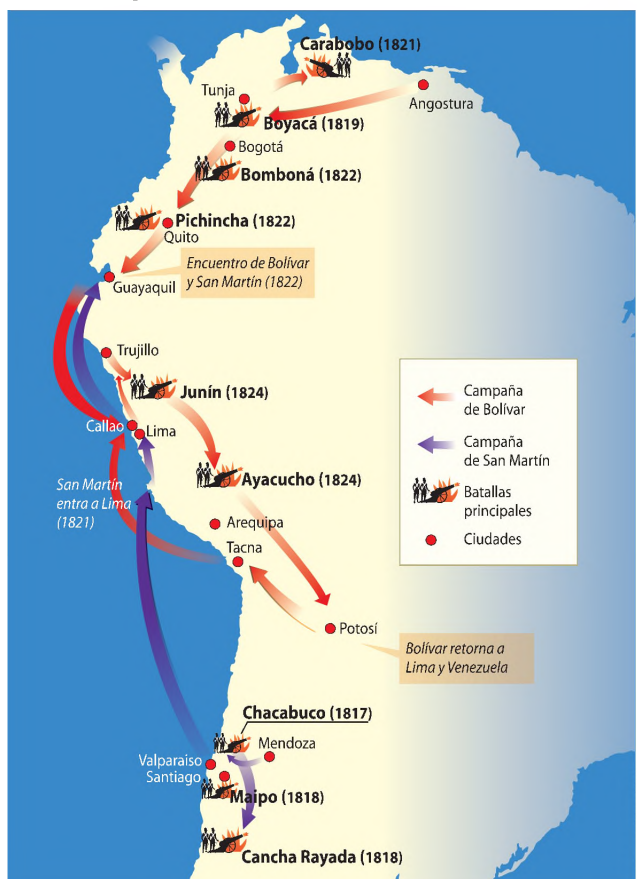 Carabobo (1821)
Tunja
Angostura
Boyacá (1819)
Bogotá
Bomboná (1822)
Pichincha (1822)
Quito
Encuentro de Bolívar
y San Martín (1822)
Guayaquil
Trujillo
Junín (1824)
Callao
Lima
Campaña
de Bolívar
Campaña
de San Martín
Batallas
principales
Ciudades
San Martín
entra a Lima
(1821)
Ayacucho (1824)
Arequipa
Tacna
Potosí
Bolívar retorna a
Lima y Venezuela
Chacabuco (1817)
Mendoza
Valparaiso
Santiago
Maipo (1818)
Cancha Rayada (1818)